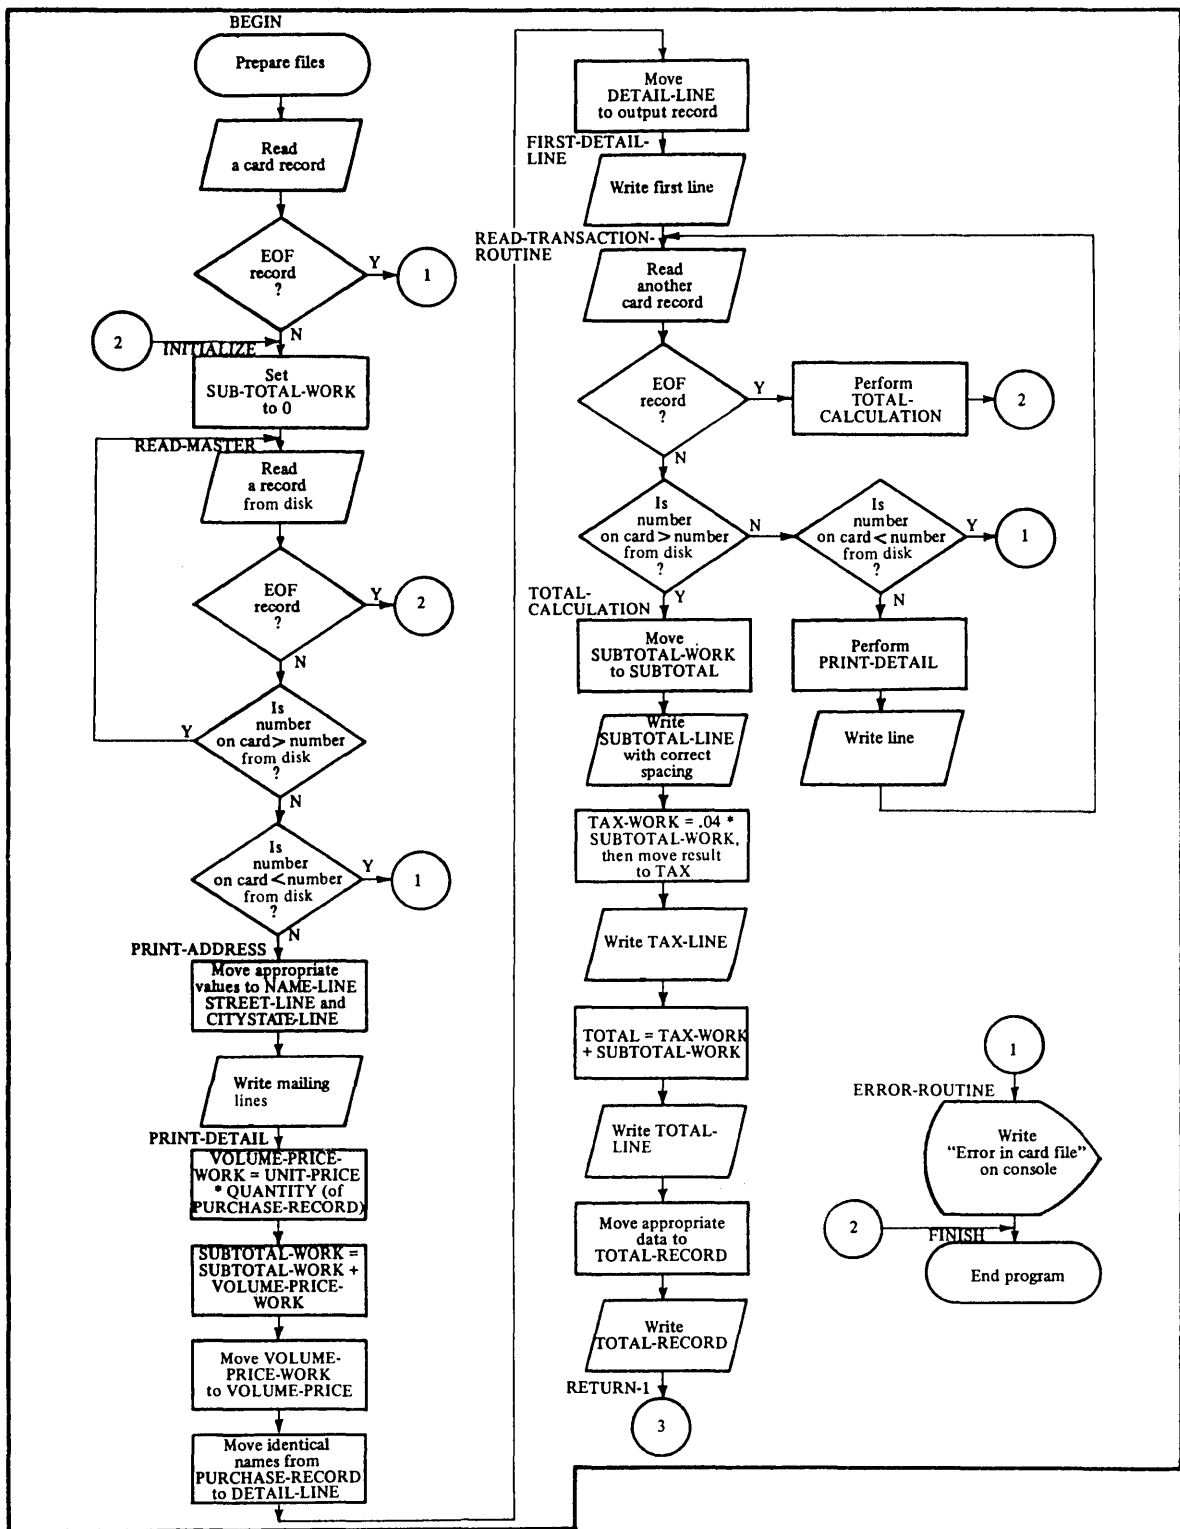 BEGIN
Prepare files
Read
a card record
EOF
record
?
Y
1
N
2
INITIALIZE
Set
SUB-TOTAL-WORK
to 0
READ-MASTER
Read
a record
from disk
EOF
record
?
Y
2
N
Is
number
on card > number
from disk
?
Y
N
Is
number
on card < number
from disk
?
Y
1
N
PRINT-ADDRESS
Move appropriate
values to NAME-LINE
STREET-LINE and
CITYSTATE-LINE
Write mailing
lines
PRINT-DETAIL
VOLUME-PRICE-
WORK = UNIT-PRICE
* QUANTITY (of
PURCHASE-RECORD)
SUBTOTAL-WORK =
SUBTOTAL-WORK +
VOLUME-PRICE-
WORK
Move VOLUME-
PRICE-WORK
to VOLUME-PRICE
Move identical
names from
PURCHASE-RECORD
to DETAIL-LINE
Move
DETAIL-LINE
to output record
FIRST-DETAIL-
LINE
Write first line
READ-TRANSACTION-
ROUTINE
Read
another
card record
EOF
record
?
Y
Perform
TOTAL-
CALCULATION
2
N
Is
number
on card > number
from disk
?
N
Is
number
on card < number
from disk
?
Y
1
N
Perform
PRINT-DETAIL
Write line
Y
TOTAL-
CALCULATION
Move
SUBTOTAL-WORK
to SUBTOTAL
Write
SUBTOTAL-LINE
with correct
spacing
TAX-WORK = .04 *
SUBTOTAL-WORK,
then move result
to TAX
Write TAX-LINE
TOTAL = TAX-WORK
+ SUBTOTAL-WORK
Write TOTAL-
LINE
Move appropriate
data to
TOTAL-RECORD
Write
TOTAL-RECORD
RETURN-1
3
1
ERROR-ROUTINE
Write
“Error in card file”
on console
2
FINISH
End program